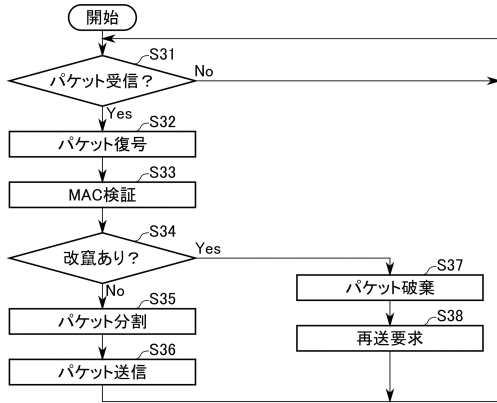 開始
S31
パケット受信？
No
Yes
S32
パケット復号
S33
MAC検証
S34
改竄あり？
Yes
No
S35
パケット分割
S36
パケット送信
S37
パケット破棄
S38
再送要求